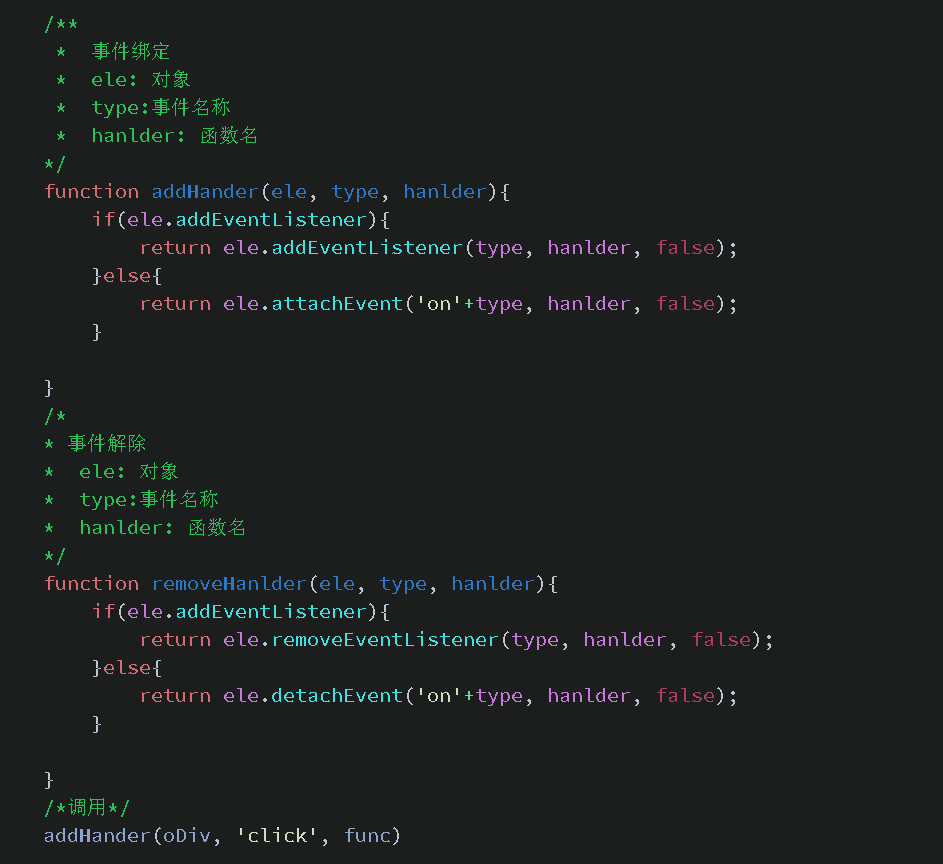 /**
 *  事件绑定
 *  ele: 对象
 *  type:事件名称
 *  hanlder: 函数名
*/
function addHander(ele, type, hanlder){
    if(ele.addEventListener){
        return ele.addEventListener(type, hanlder, false);
    }else{
        return ele.attachEvent('on'+type, hanlder, false);
    }
}
/*
* 事件解除
*  ele: 对象
*  type:事件名称
*  hanlder: 函数名
*/
function removeHanlder(ele, type, hanlder){
    if(ele.addEventListener){
        return ele.removeEventListener(type, hanlder, false);
    }else{
        return ele.detachEvent('on'+type, hanlder, false);
    }
}
/*调用*/
addHander(oDiv, 'click', func)